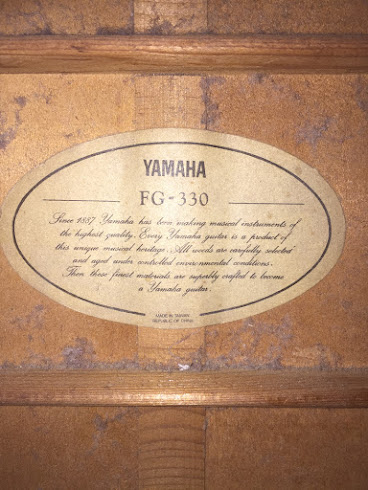 YAMAHA
FG-330
Since 1887 Yamaha has been making musical instruments of
the highest quality. Every Yamaha guitar is a product of
this unique musical heritage. All woods are carefully selected
and aged under controlled environmental conditions.
Then these finest materials are superbly crafted to become
a Yamaha guitar.
MADE IN TAIWAN
REPUBLIC OF CHINA